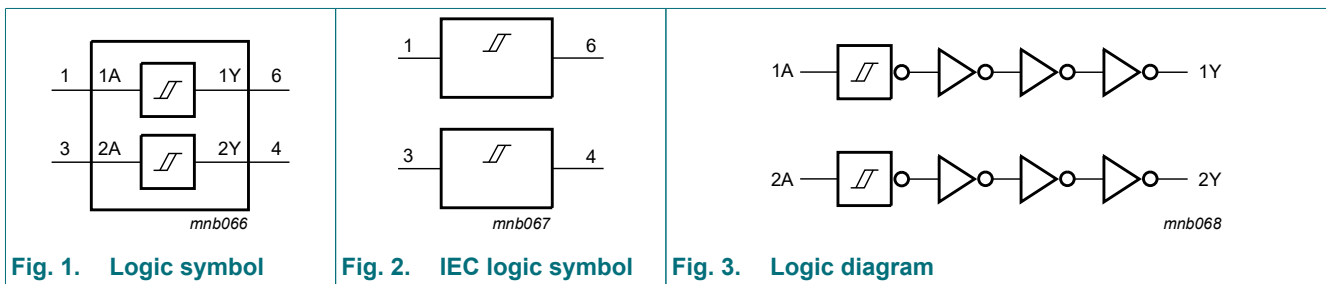 1 1A 1Y 6
3 2A 2Y 4
mnb066
Fig. 1. Logic symbol
1 6
3 4
mnb067
Fig. 2. IEC logic symbol
1A 1Y
2A 2Y
mnb068
Fig. 3. Logic diagram